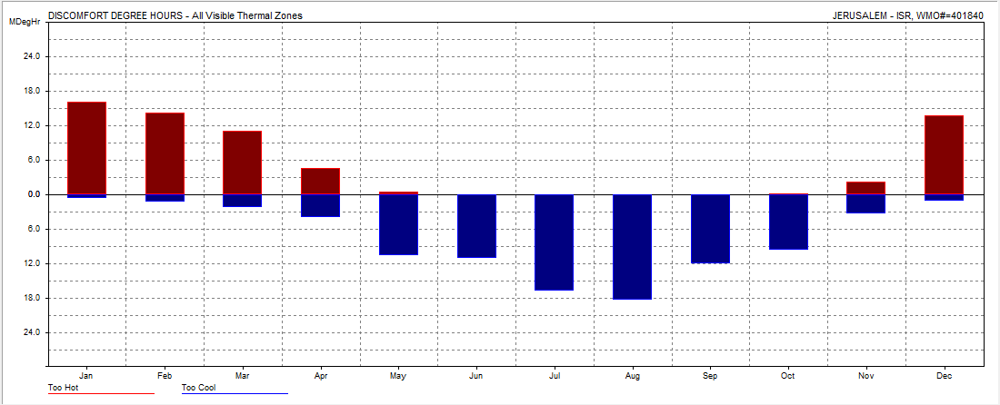 DISCOMFORT DEGREE HOURS - All Visible Thermal Zones JERUSALEM - ISR, WMO#=401840
MDegHr
24.0
18.0
12.0
6.0
0.0
6.0
12.0
18.0
24.0
Jan Feb Mar Apr May Jun Jul Aug Sep Oct Nov Dec
Too Hot Too Cool